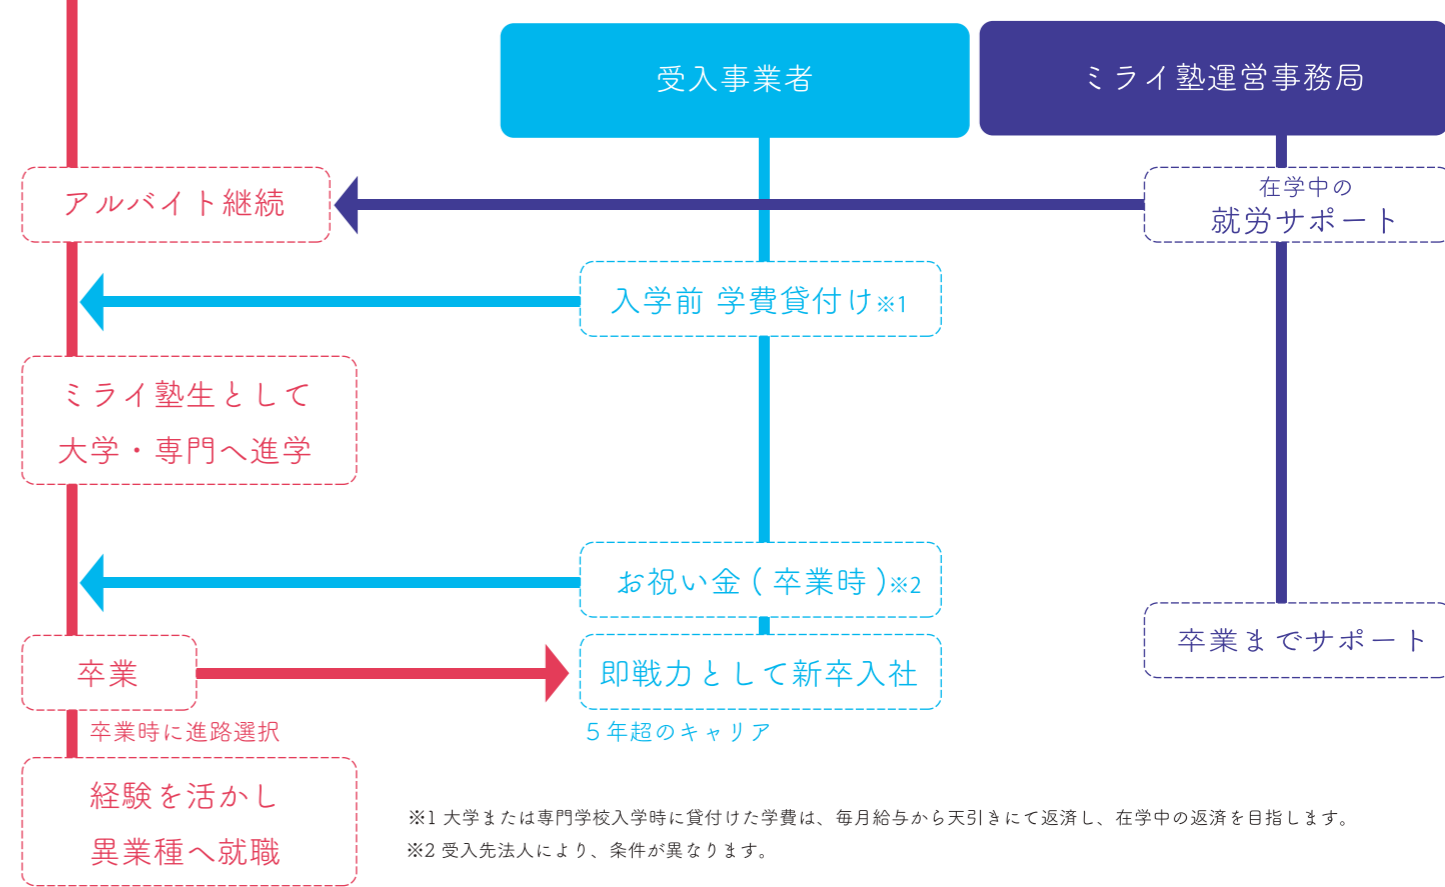 受入事業者
ミライ塾運営事務局
アルバイト継続
在学中の
就労サポート
入学前 学費貸付け※1
ミライ塾生として
大学・専門へ進学
お祝い金(卒業時)※2
卒業までサポート
卒業
即戦力として新卒入社
卒業時に進路選択
5年超のキャリア
経験を活かし
異業種へ就職
※1 大学または専門学校入学時に貸付けた学費は、毎月給与から天引きにて返済し、在学中の返済を目指します。
※2 受入先法人により、条件が異なります。